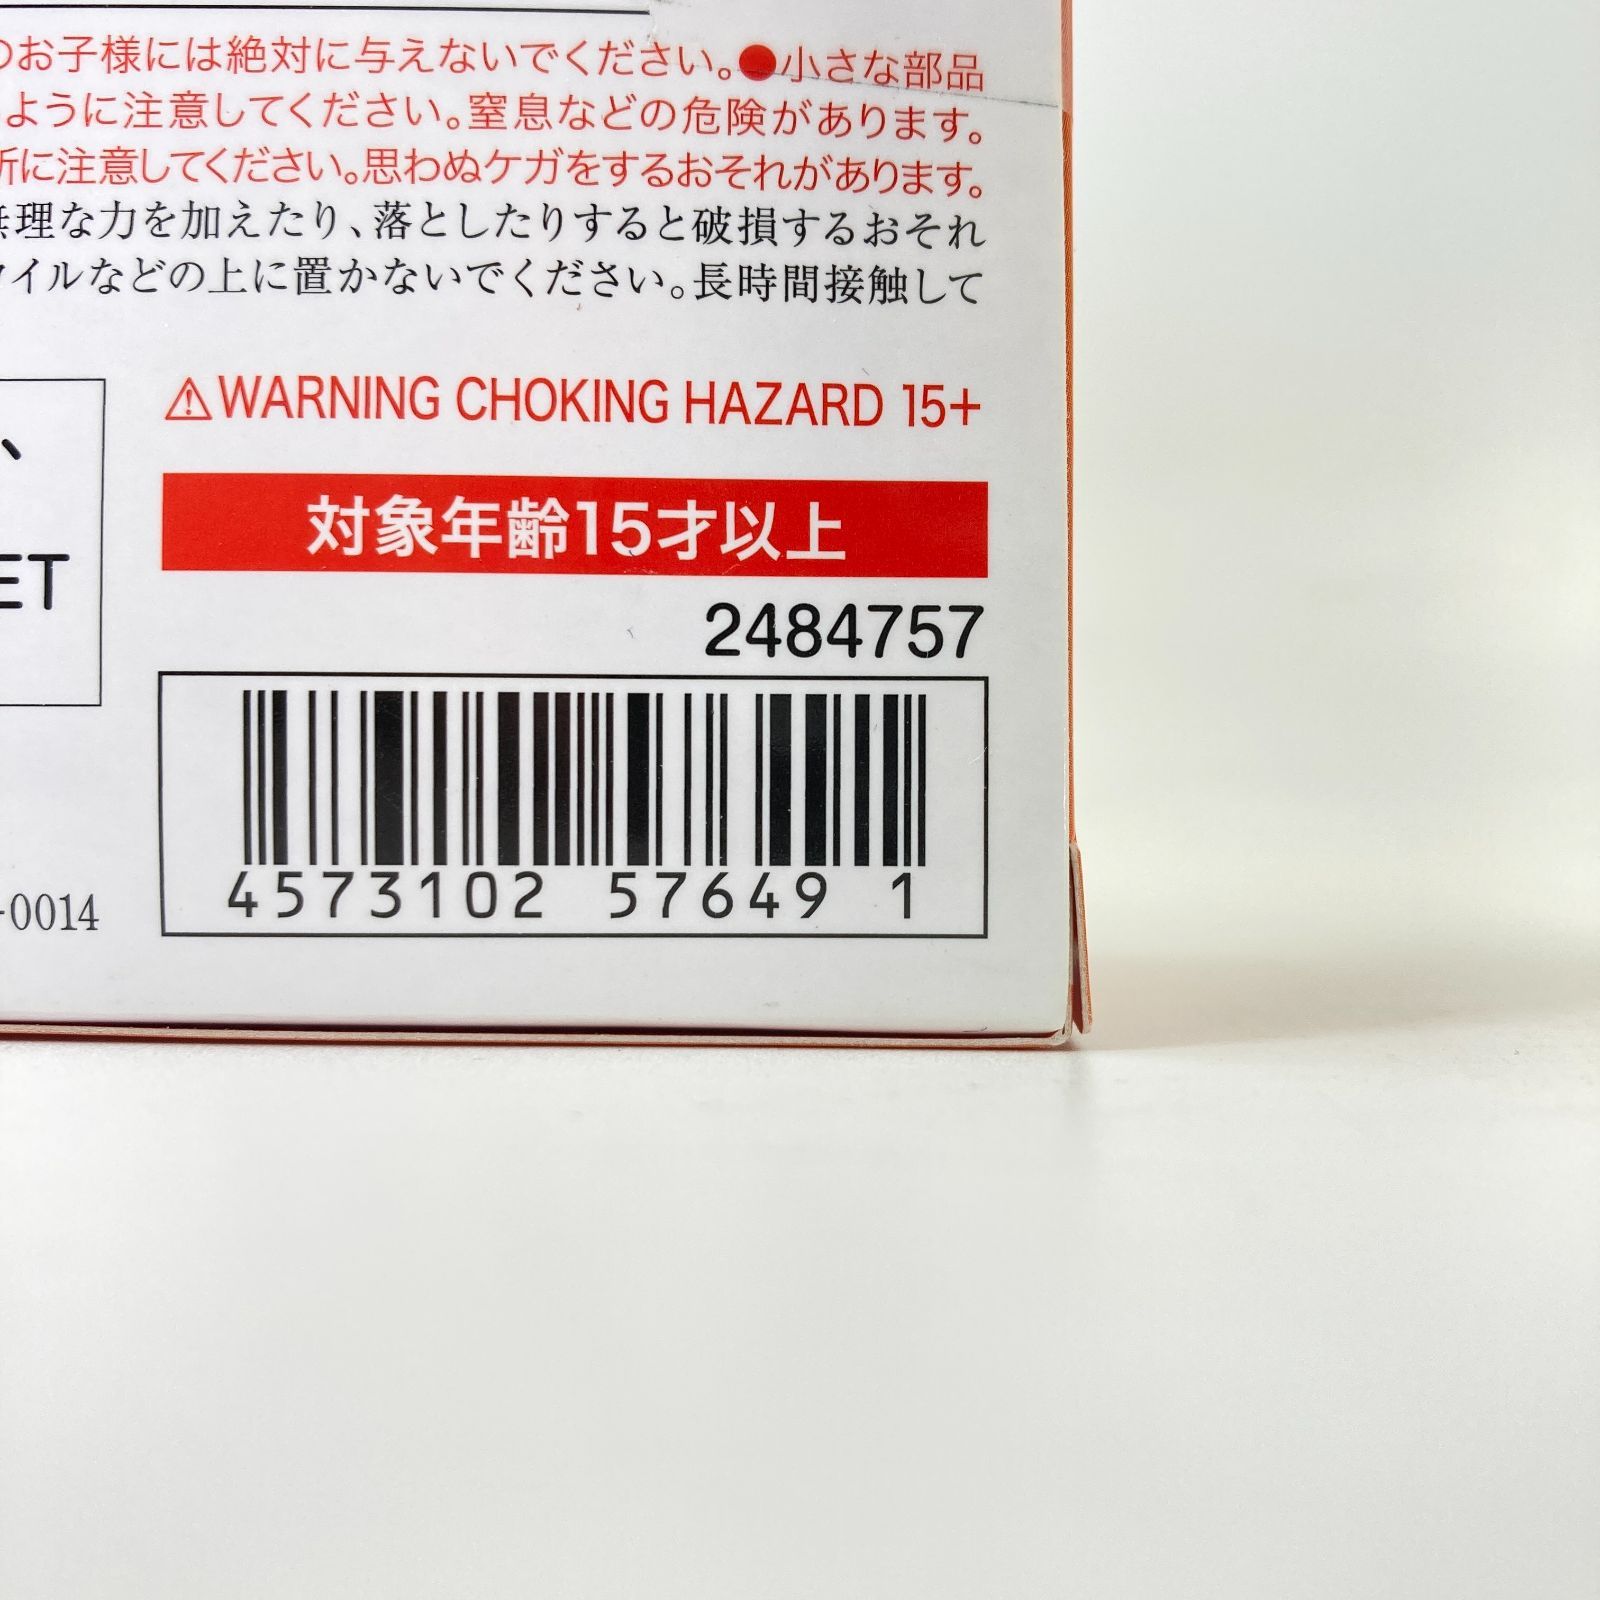 のお子様には絶対に与えないでください。●小さな部品
ように注意してください。窒息などの危険があります。
所に注意してください。思わぬケガをするおそれがあります。
無理な力を加えたり、落としたりすると破損するおそれ
タイルなどの上に置かないでください。長時間接触して
⚠WARNING CHOKING HAZARD 15+
対象年齢15才以上
ET
2484757
4573102 57649 1
-0014